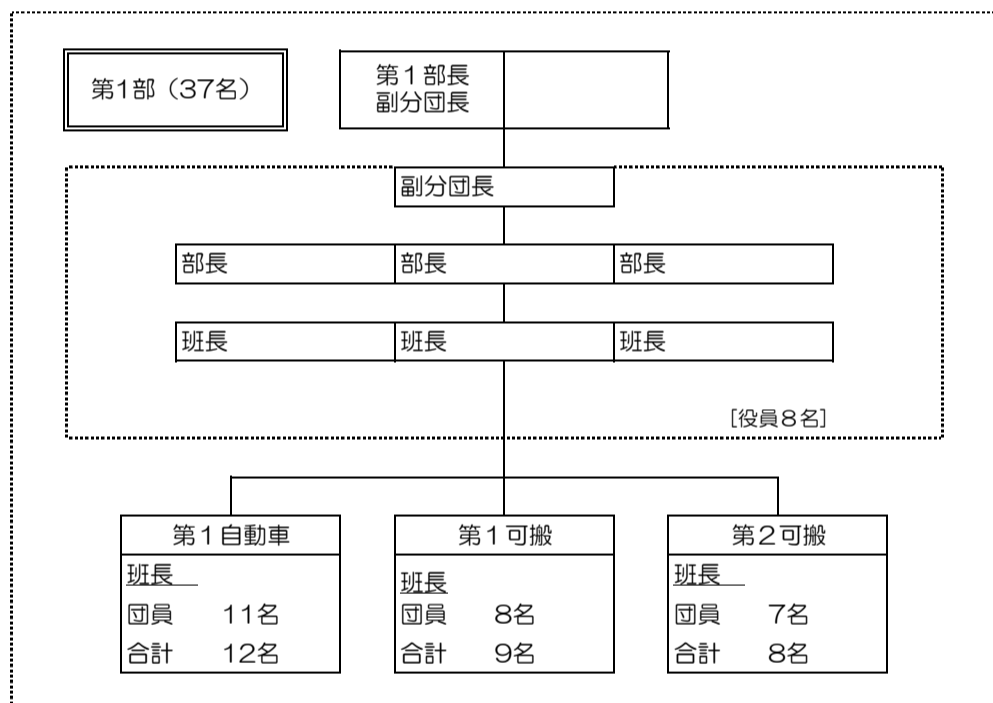 第1部（37名）
第１部長
副分団長
副分団長
部長 部長 部長
班長 班長 班長
[役員８名]
第１自動車 第１可搬 第２可搬
班長 班長 班長
団員 11名 団員 8名 団員 7名
合計 12名 合計 9名 合計 8名